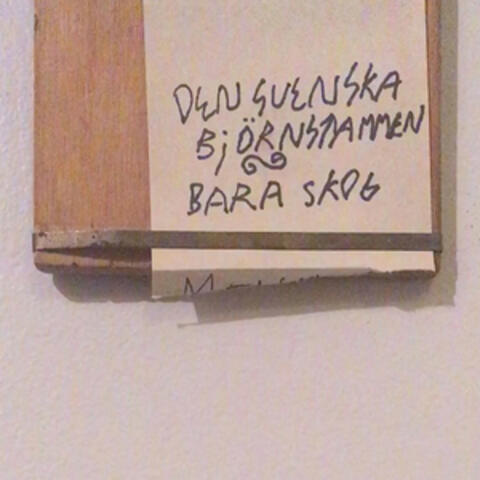 DEN SVENSKA
BJÖRNSTAMMEN
BARA SKOG